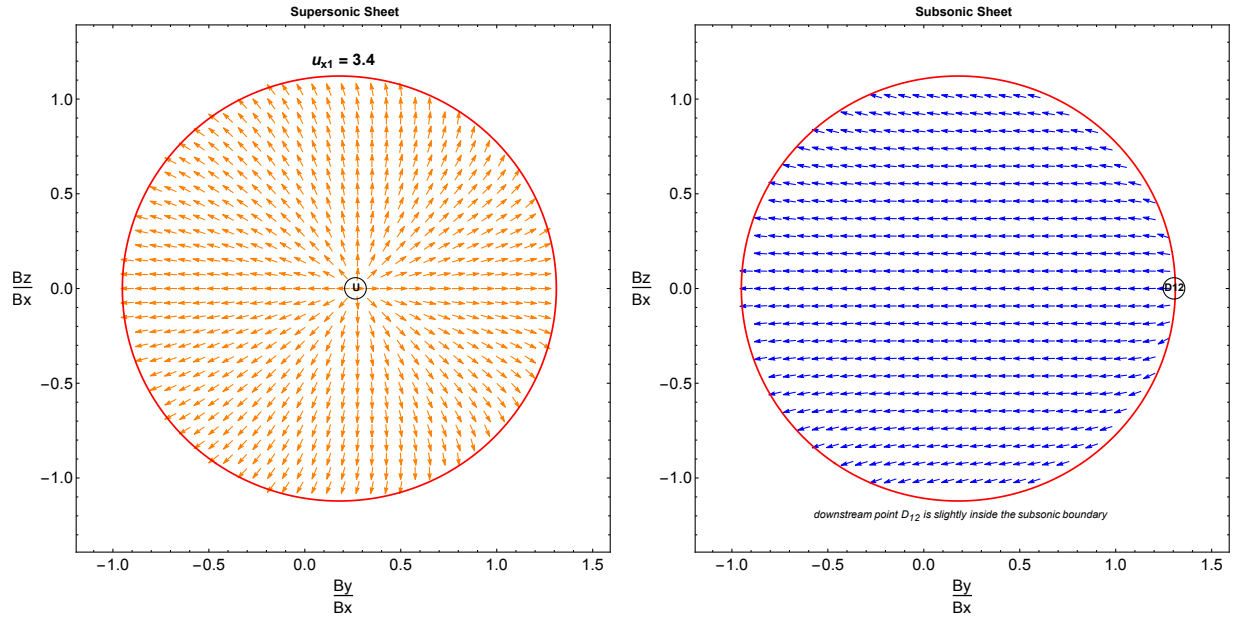 Supersonic Sheet
u_x1 = 3.4
1.0
0.5
0.0
−0.5
−1.0
Bz
Bx
U
−1.0 −0.5 0.0 0.5 1.0 1.5
By
Bx
Subsonic Sheet
1.0
0.5
0.0
−0.5
−1.0
Bz
Bx
D12
downstream point D_12 is slightly inside the subsonic boundary
−1.0 −0.5 0.0 0.5 1.0 1.5
By
Bx